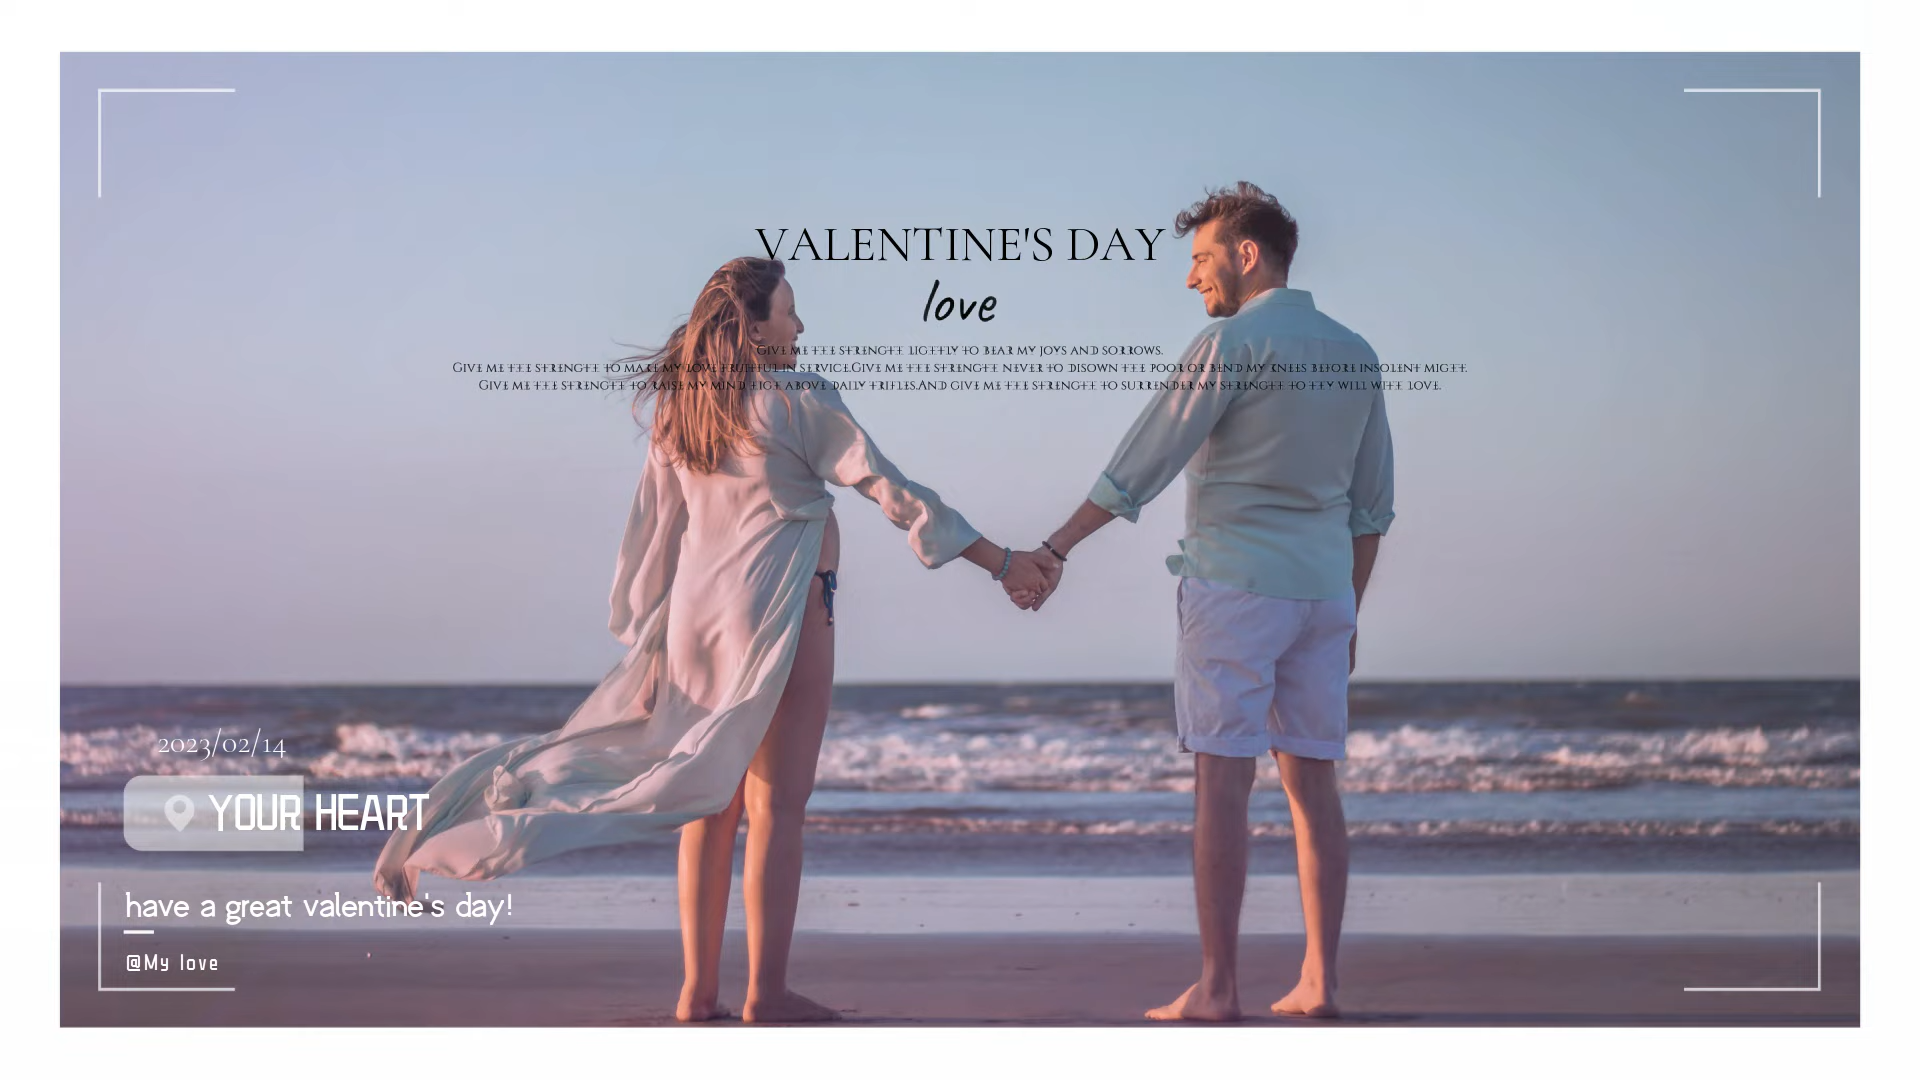 VALENTINE'S DAY
love
GIVE ME THE STRENGTH LIGHTLY TO BEAR MY JOYS AND SORROWS.
GIVE ME THE STRENGTH TO MAKE MY LOVE FRUITFUL IN SERVICE.GIVE ME THE STRENGTH NEVER TO DISOWN THE POOR OR BEND MY KNEES BEFORE INSOLENT MIGHT.
GIVE ME THE STRENGTH TO RAISE MY MIND HIGH ABOVE DAILY TRIFLES.AND GIVE ME THE STRENGTH TO SURRENDER MY STRENGTH TO THY WILL WITH LOVE.
2023/02/14
YOUR HEART
have a great valentine's day!
@My love